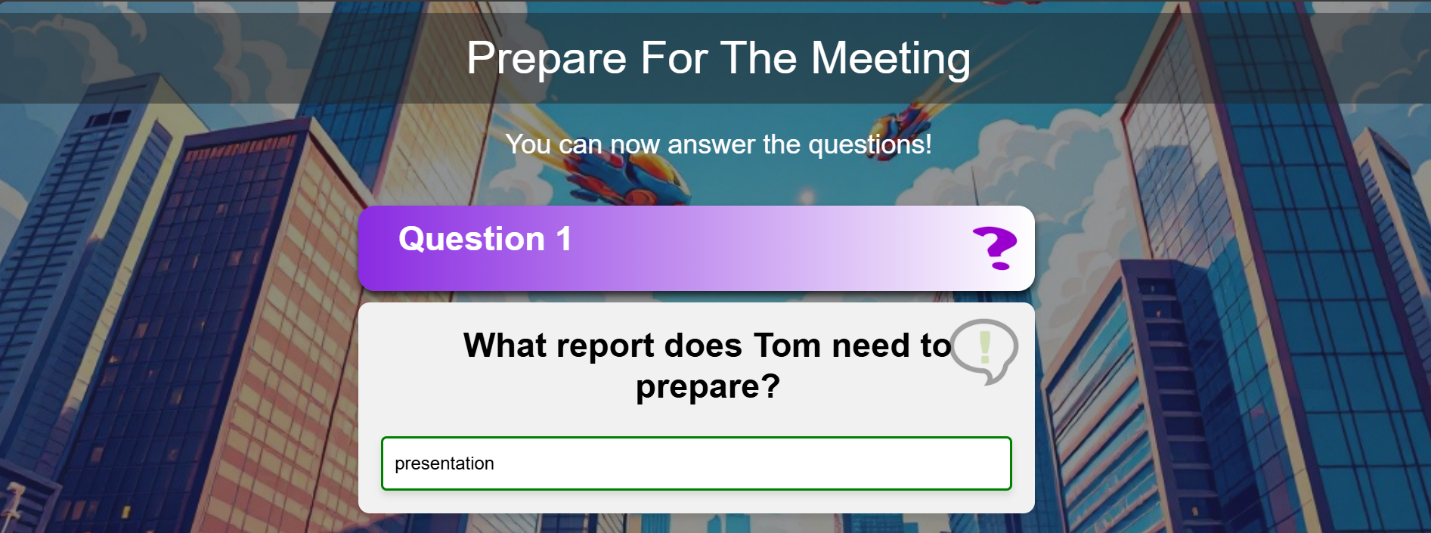 Prepare For The Meeting
You can now answer the questions!
Question 1
What report does Tom need to
prepare?
presentation